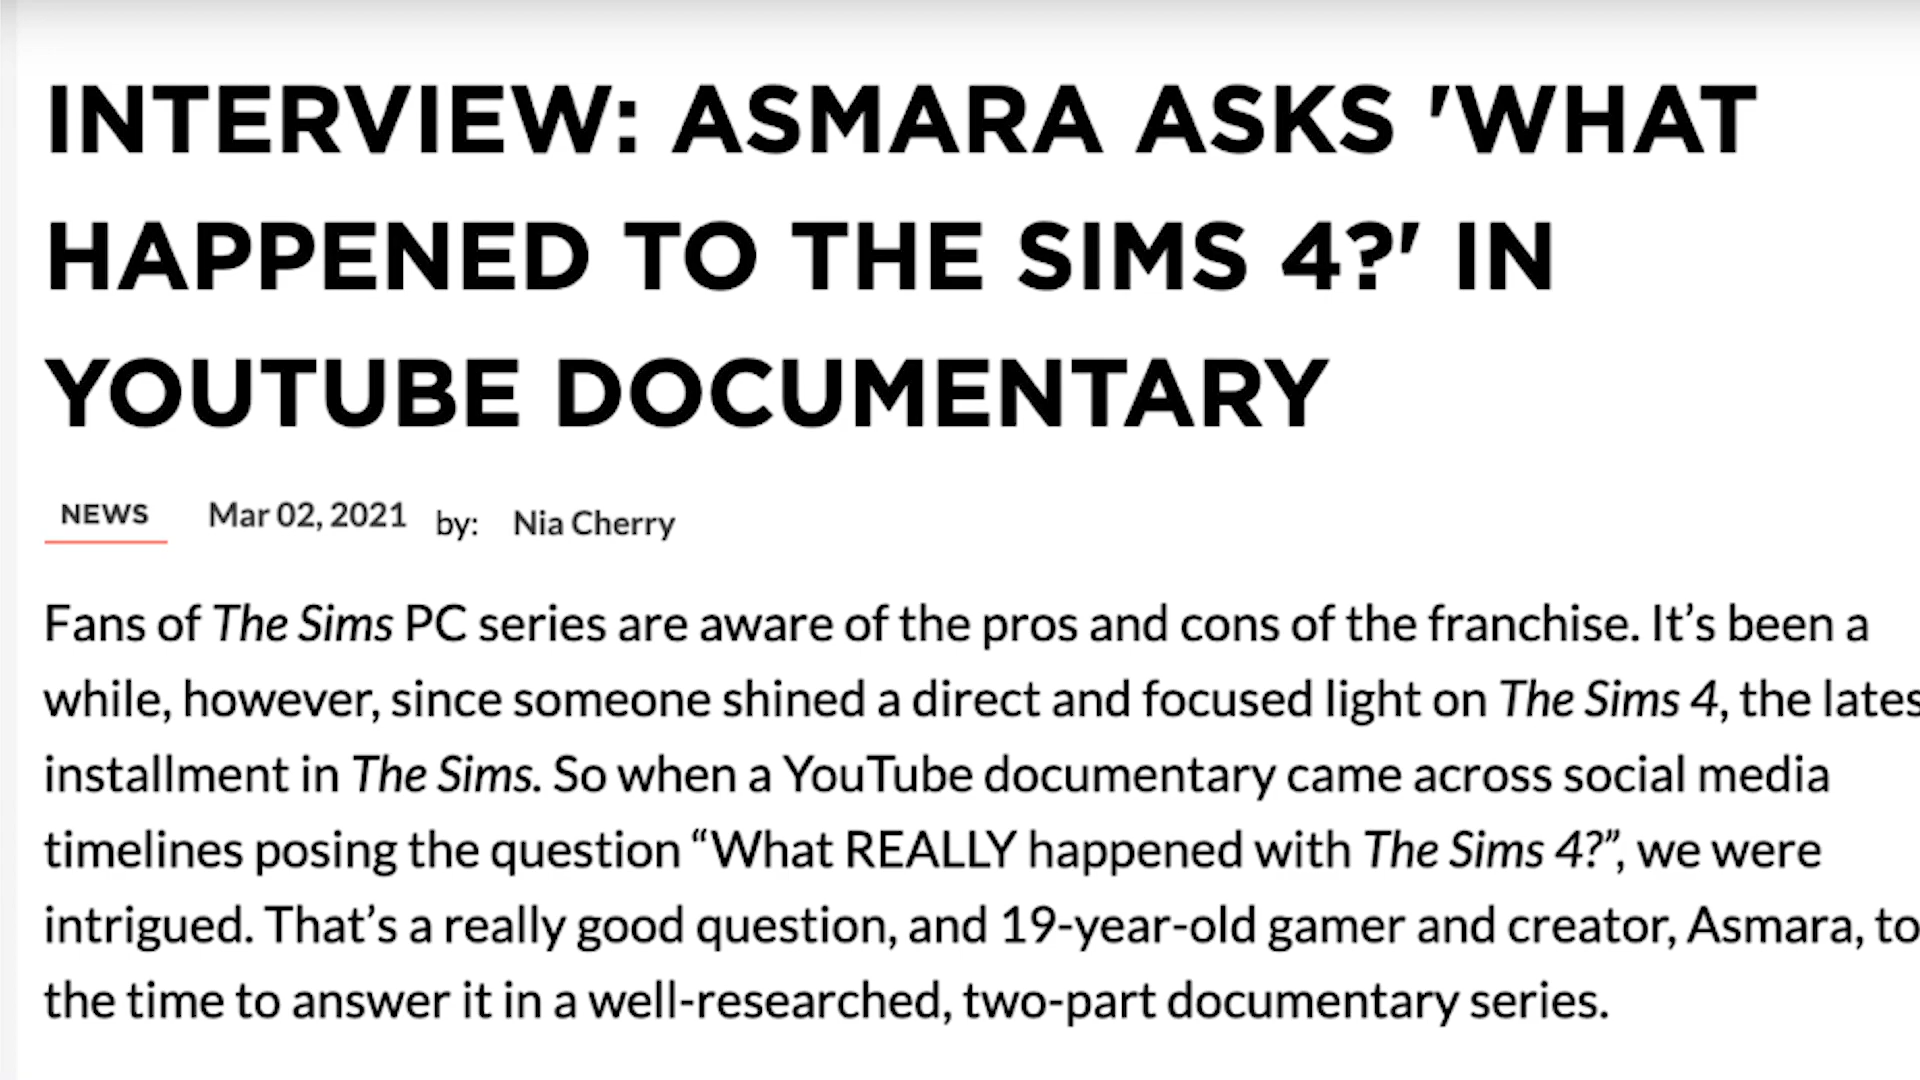 INTERVIEW: ASMARA ASKS 'WHAT
HAPPENED TO THE SIMS 4?' IN
YOUTUBE DOCUMENTARY
NEWS Mar 02, 2021 by: Nia Cherry
Fans of The Sims PC series are aware of the pros and cons of the franchise. It’s been a
while, however, since someone shined a direct and focused light on The Sims 4, the lates
installment in The Sims. So when a YouTube documentary came across social media
timelines posing the question “What REALLY happened with The Sims 4?”, we were
intrigued. That’s a really good question, and 19-year-old gamer and creator, Asmara, to
the time to answer it in a well-researched, two-part documentary series.